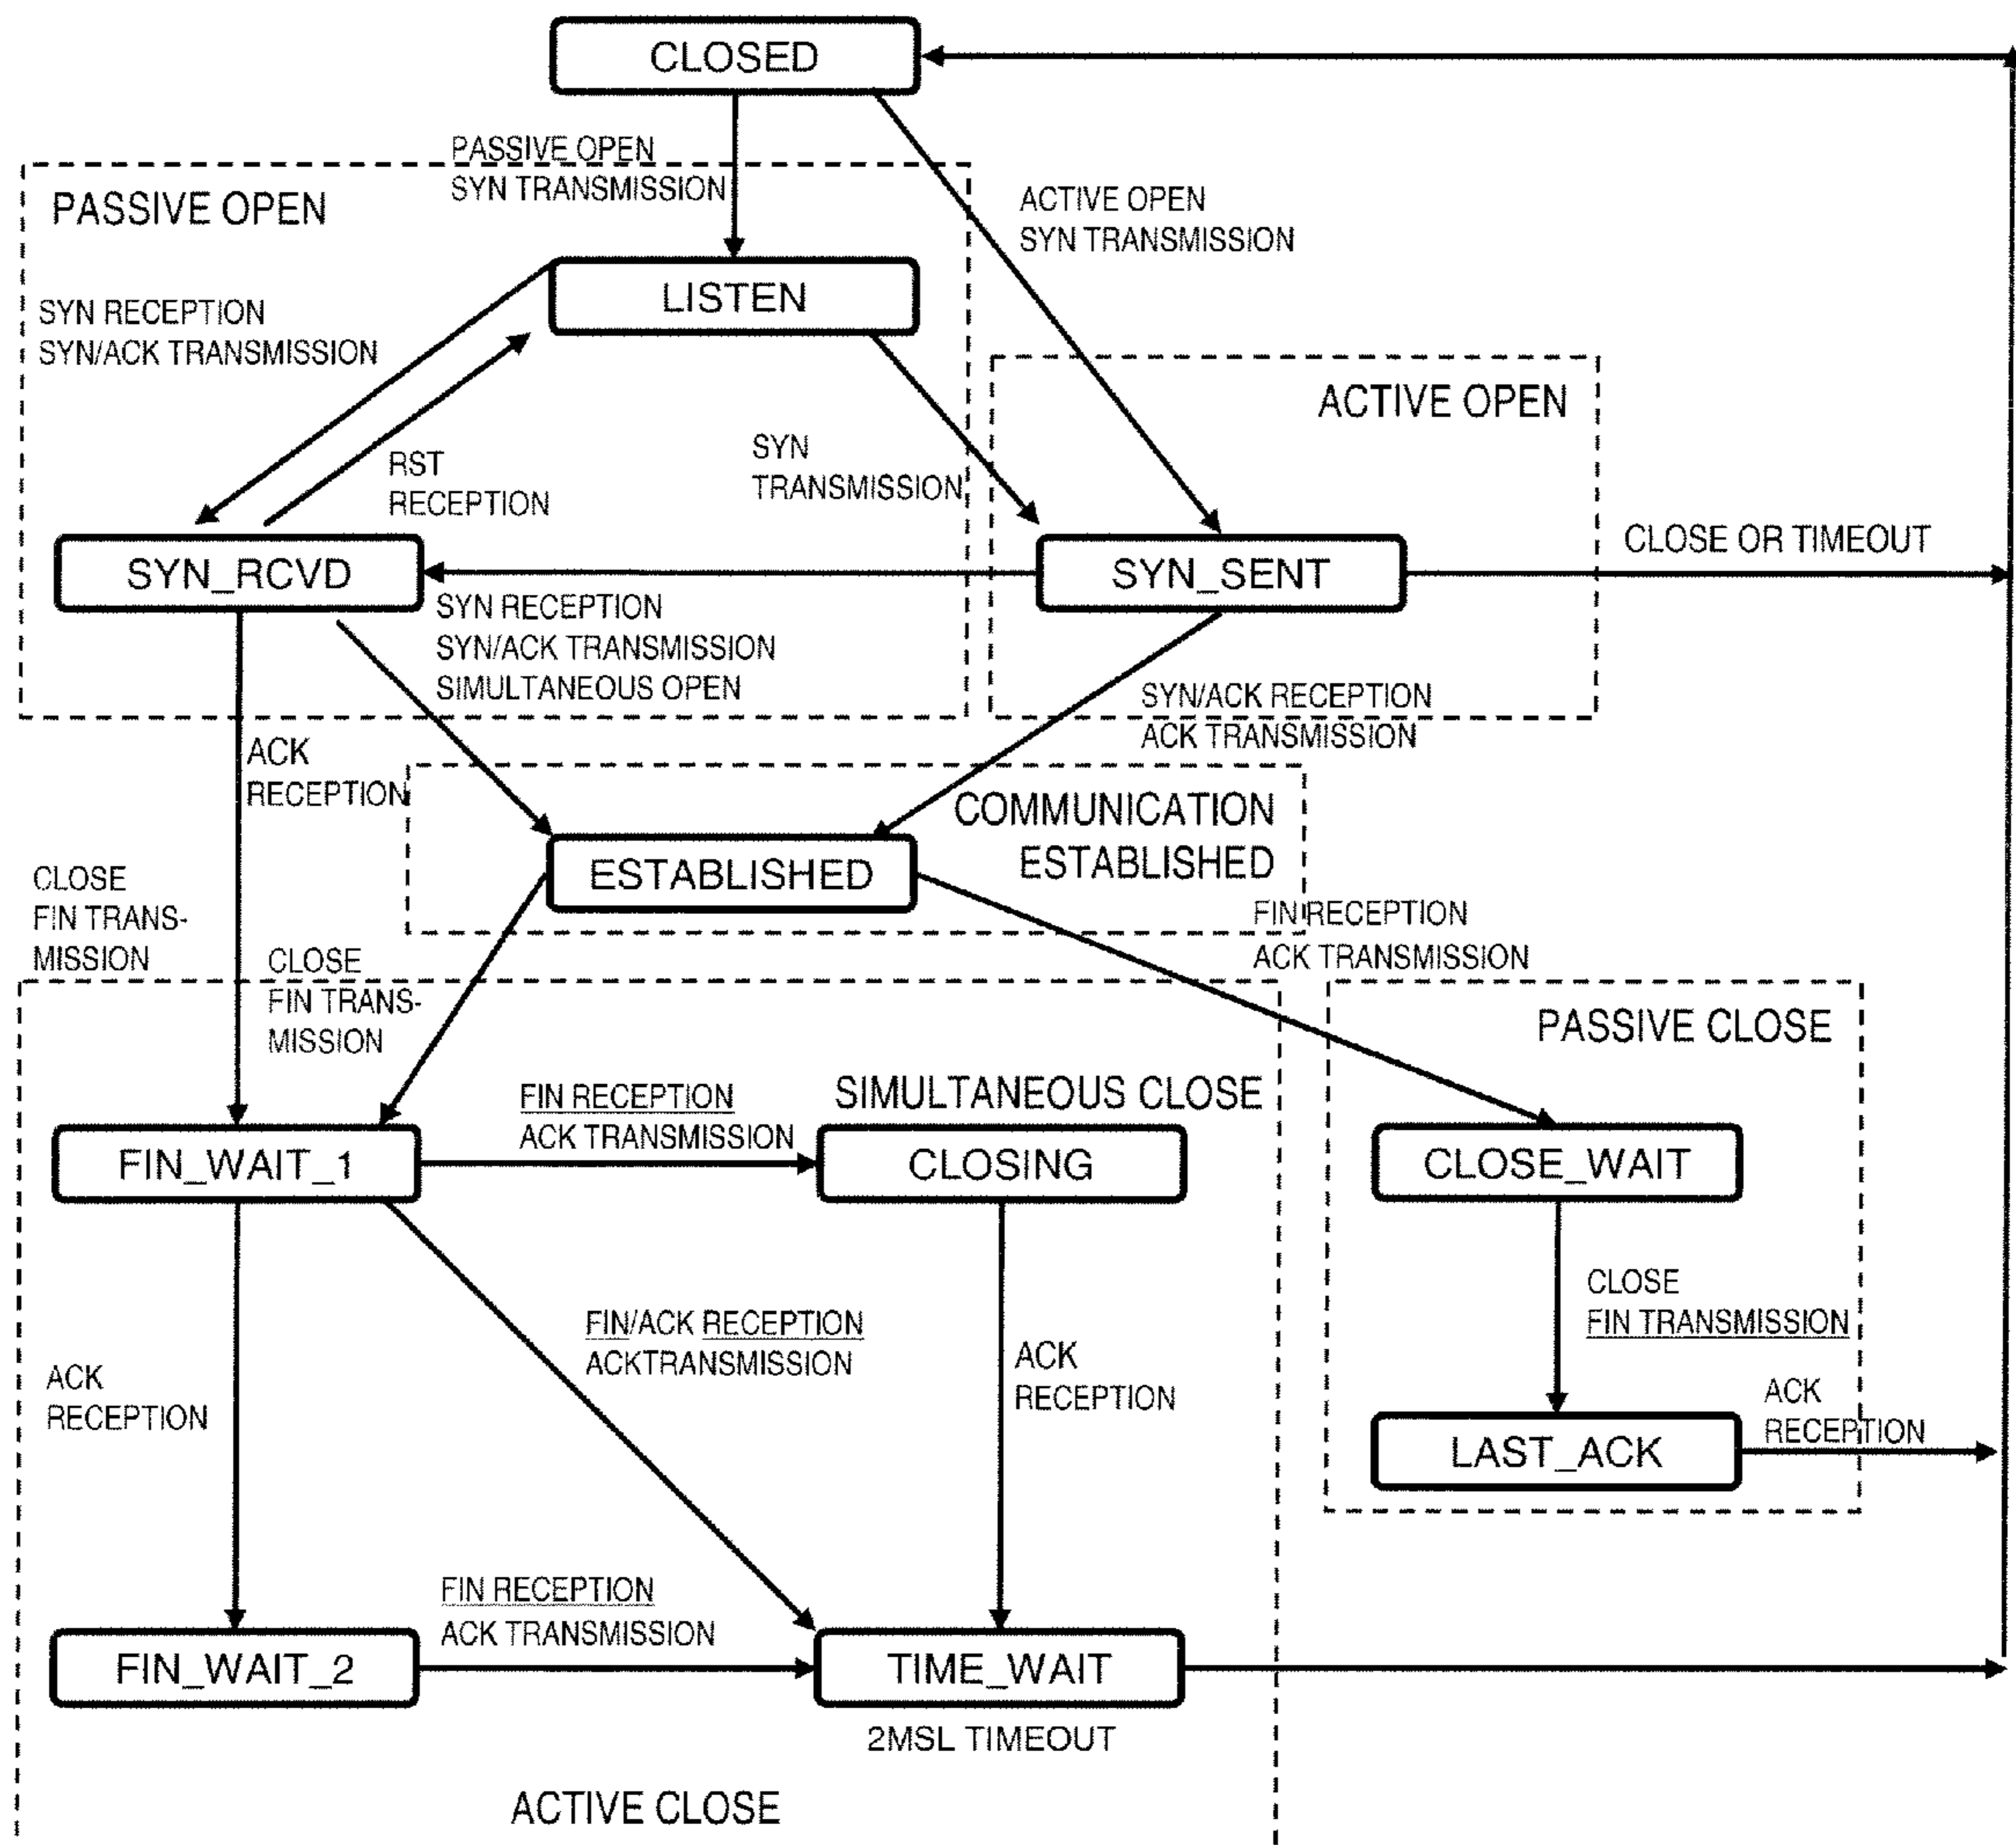 CLOSED
PASSIVE OPEN
SYN TRANSMISSION
PASSIVE OPEN
ACTIVE OPEN
SYN TRANSMISSION
LISTEN
SYN RECEPTION
SYN/ACK TRANSMISSION
ACTIVE OPEN
RST
RECEPTION
SYN
TRANSMISSION
SYN_RCVD
SYN_SENT
CLOSE OR TIMEOUT
SYN RECEPTION
SYN/ACK TRANSMISSION
SIMULTANEOUS OPEN
SYN/ACK RECEPTION
ACK TRANSMISSION
ACK
RECEPTION
COMMUNICATION
ESTABLISHED
ESTABLISHED
CLOSE
FIN TRANS-
MISSION
CLOSE
FIN TRANS-
MISSION
FIN RECEPTION
ACK TRANSMISSION
PASSIVE CLOSE
SIMULTANEOUS CLOSE
FIN RECEPTION
ACK TRANSMISSION
FIN_WAIT_1
CLOSING
CLOSE_WAIT
CLOSE
FIN TRANSMISSION
FIN/ACK RECEPTION
ACKTRANSMISSION
ACK
RECEPTION
ACK
RECEPTION
ACK
RECEPTION
LAST_ACK
FIN RECEPTION
ACK TRANSMISSION
FIN_WAIT_2
TIME_WAIT
2MSL TIMEOUT
ACTIVE CLOSE